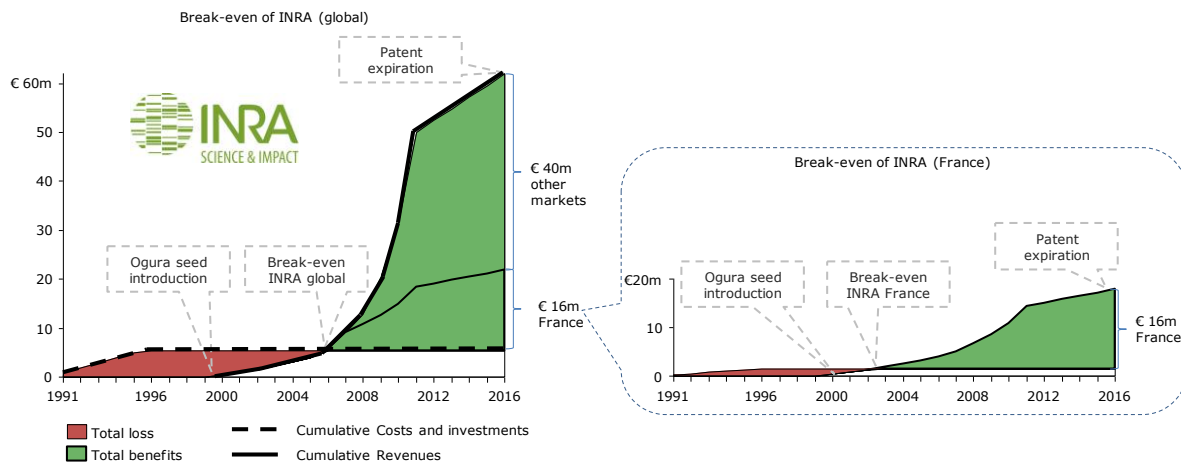 Break-even of INRA (global)
Patent
expiration
€ 60m
50
40
30
20
10
0
INRA
SCIENCE & IMPACT
Ogura seed
introduction
Break-even
INRA global
€ 40m
other
markets
€ 16m
France
1991
1996
2000
2004
2008
2012
2016
Break-even of INRA (France)
Patent
expiration
€20m
10
0
Ogura seed
introduction
Break-even
INRA France
€ 16m
France
1991
1996
2000
2004
2008
2012
2016
Total loss
Cumulative Costs and investments
Total benefits
Cumulative Revenues